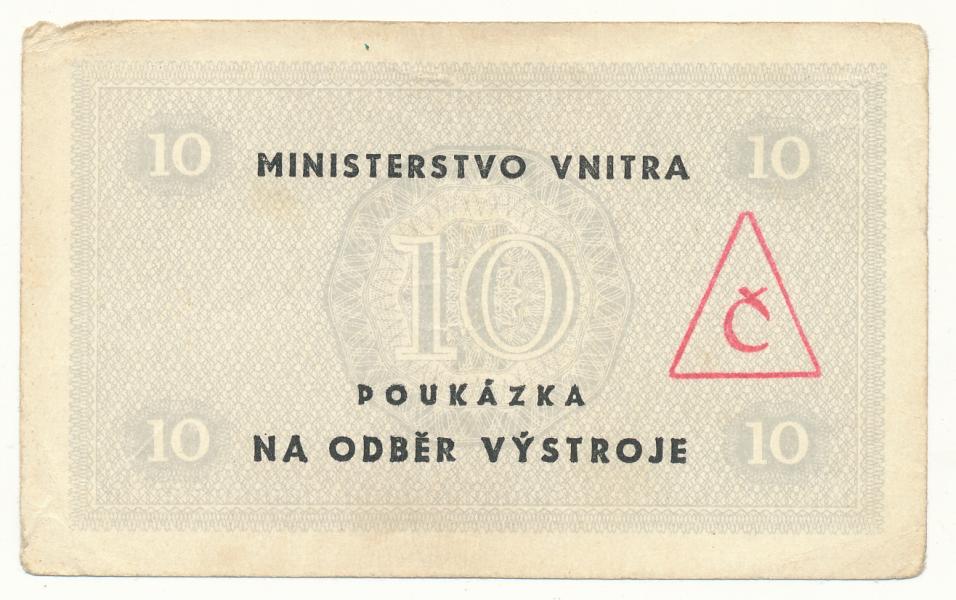 10 10
MINISTERSTVO VNITRA
10
Č
POUKÁZKA
NA ODBĚR VÝSTROJE
10 10